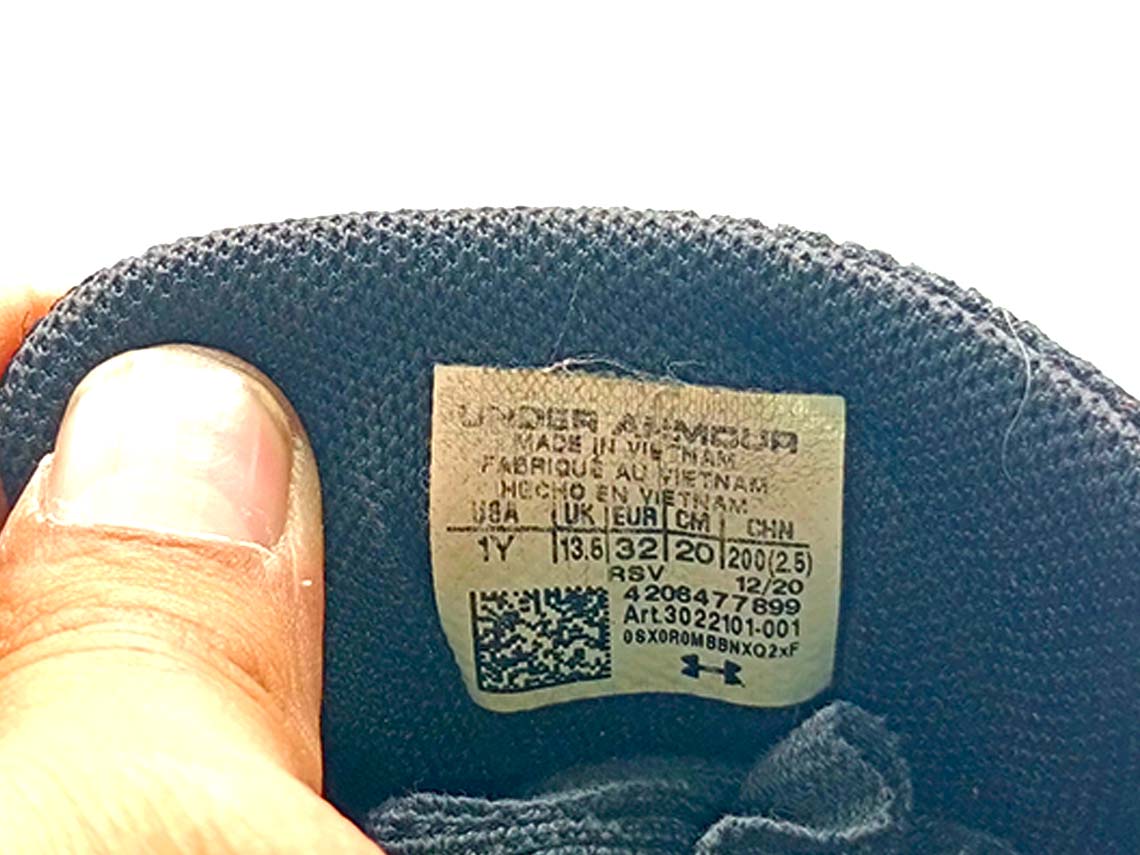 UNDER ARMOUR
MADE IN VIETNAM
FABRIQUÉ AU VIETNAM
HECHO EN VIETNAM
USA UK EUR CM CHN
1Y 13.5 32 20 200(2.5)
RSV 12/20
4206477899
Art.3022101-001
0SX0R0MBBNXQ2xF